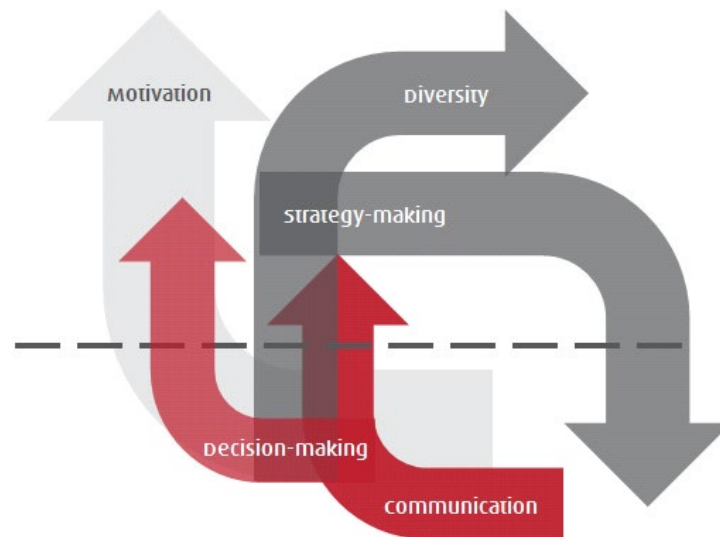 Motivation
Diversity
Strategy-making
Decision-making
Communication